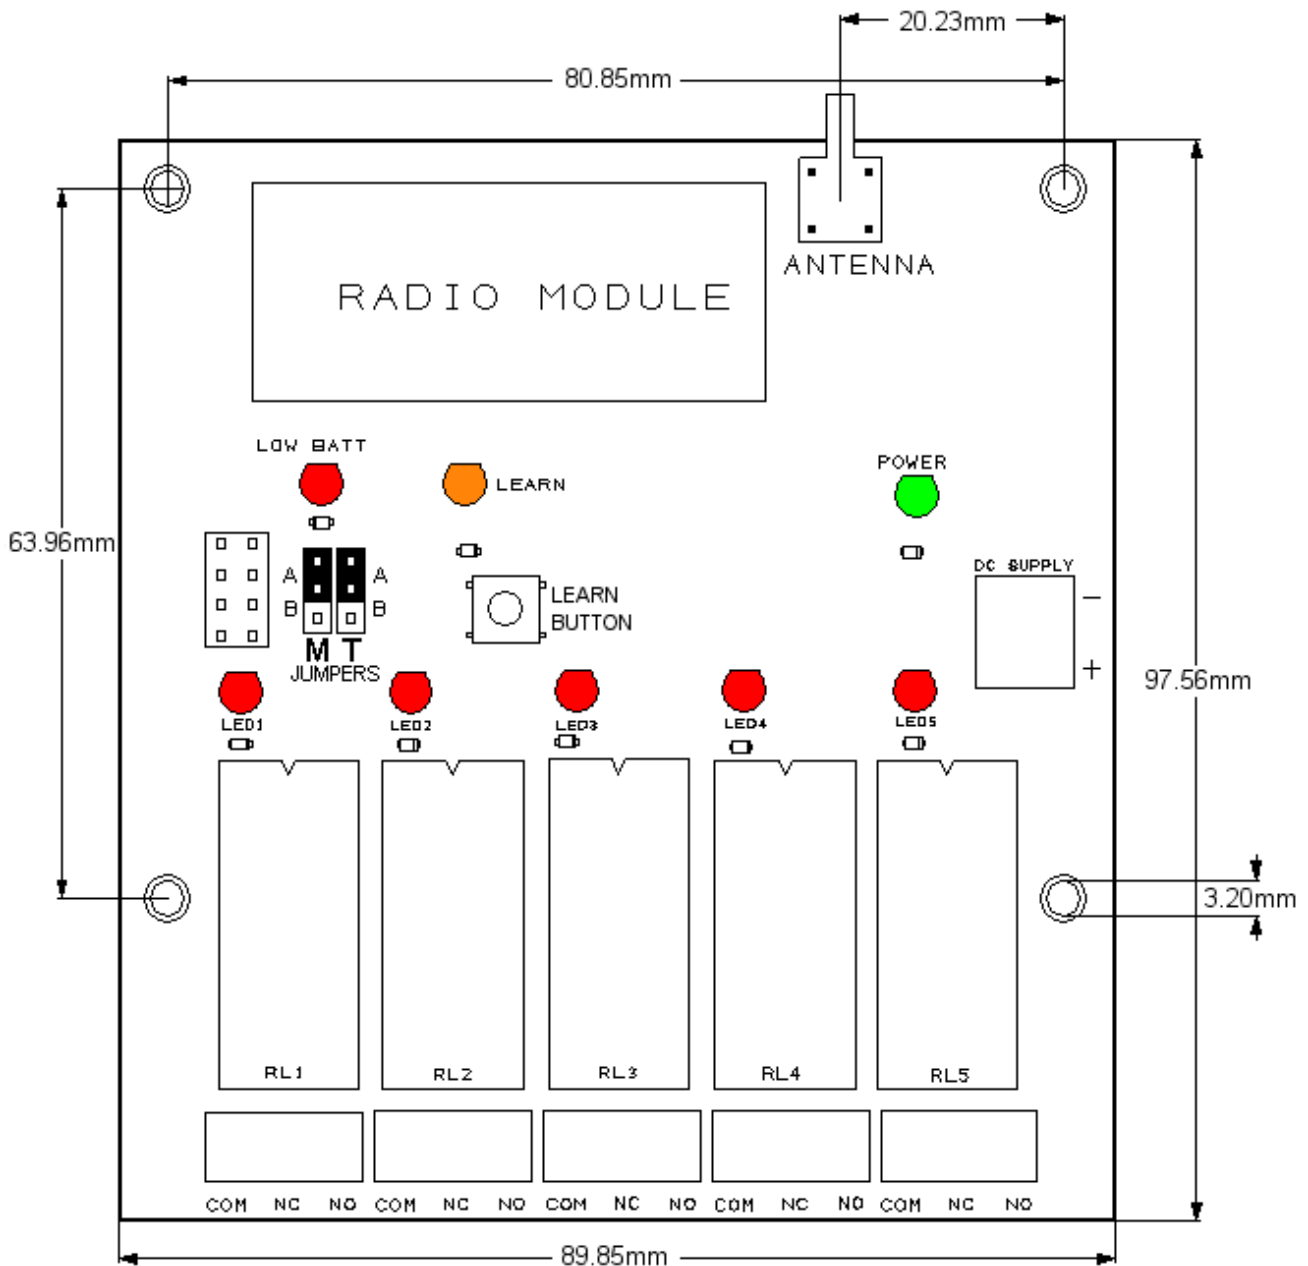 20.23mm
80.85mm
ANTENNA
RADIO MODULE
LOW BATT
LEARN
POWER
63.96mm
DC SUPPLY
A A
B B
LEARN
BUTTON
−
+
M T
JUMPERS
97.56mm
LED1 LED2 LED3 LED4 LED5
3.20mm
RL1 RL2 RL3 RL4 RL5
COM NC NO COM NC NO COM NC NO COM NC NO COM NC NO
89.85mm